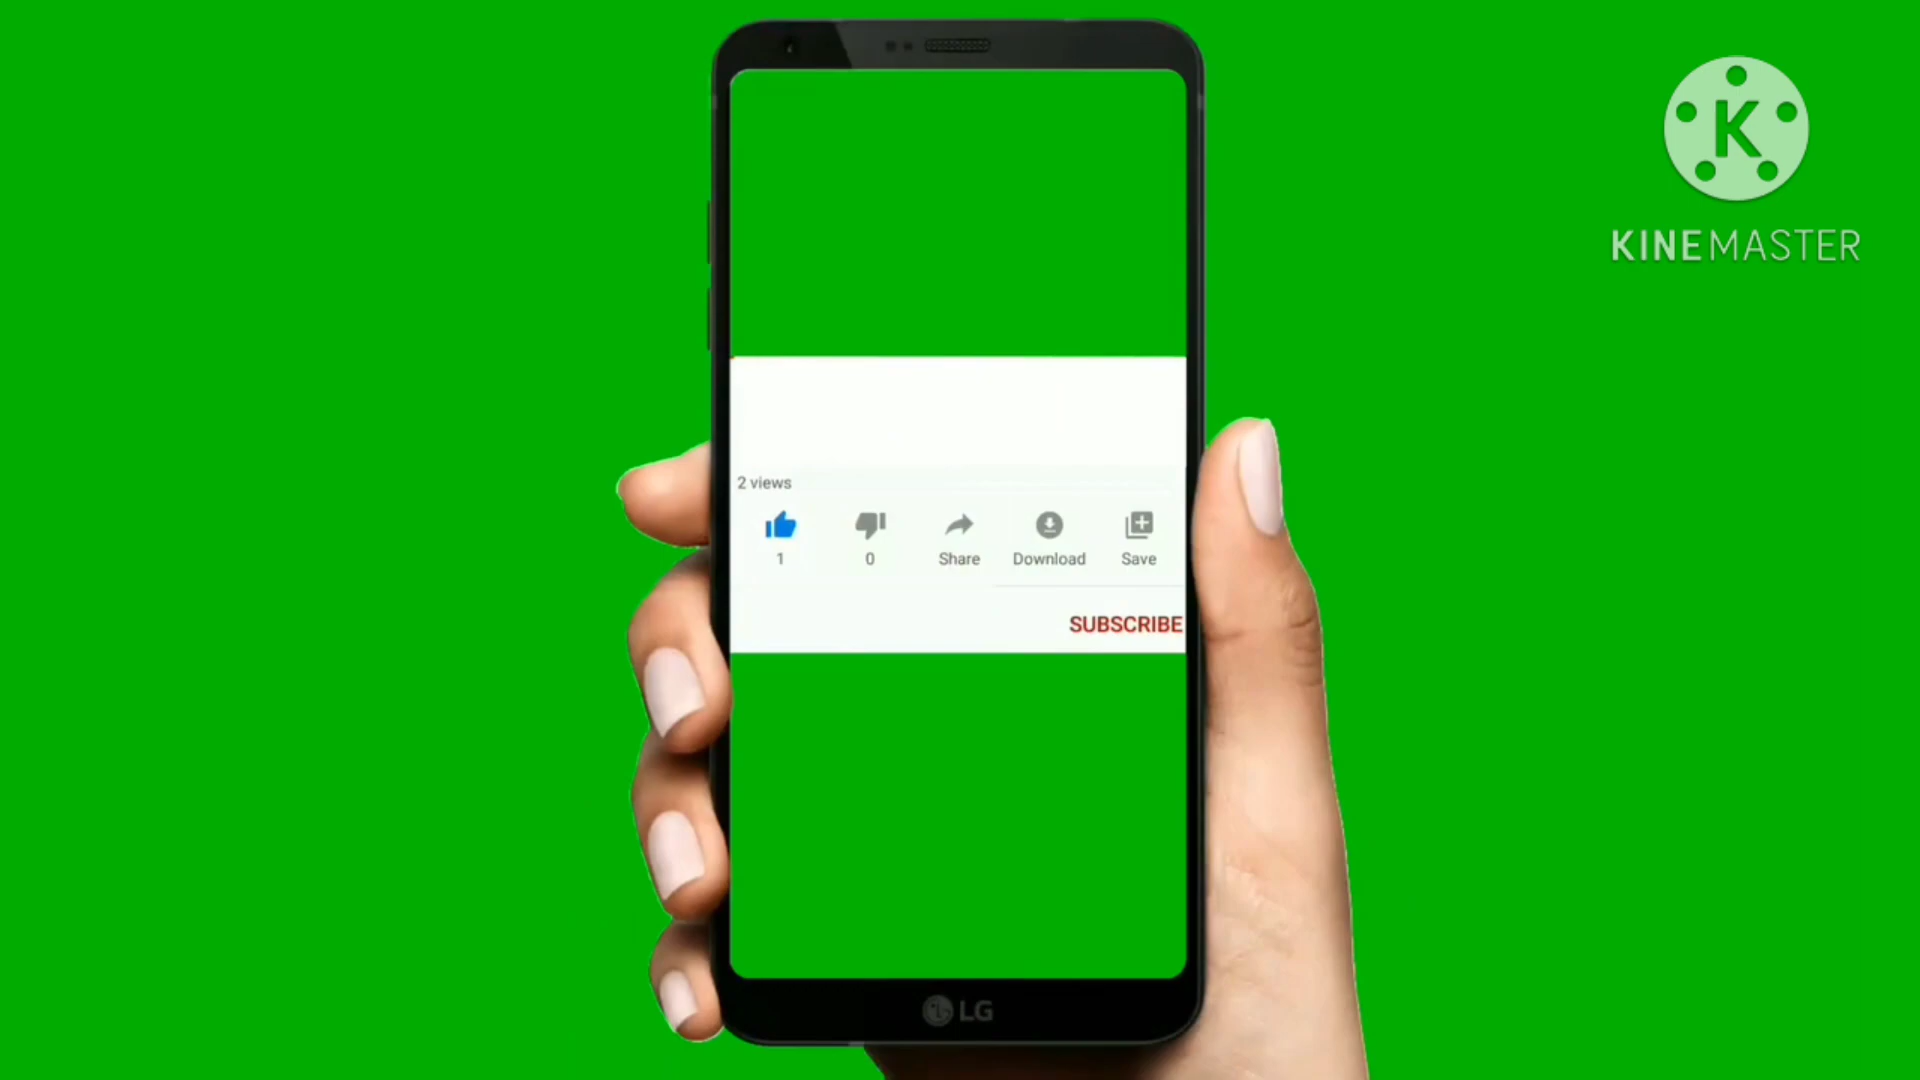 K
KINEMASTER
2 views
1 0 Share Download Save
SUBSCRIBE
LG